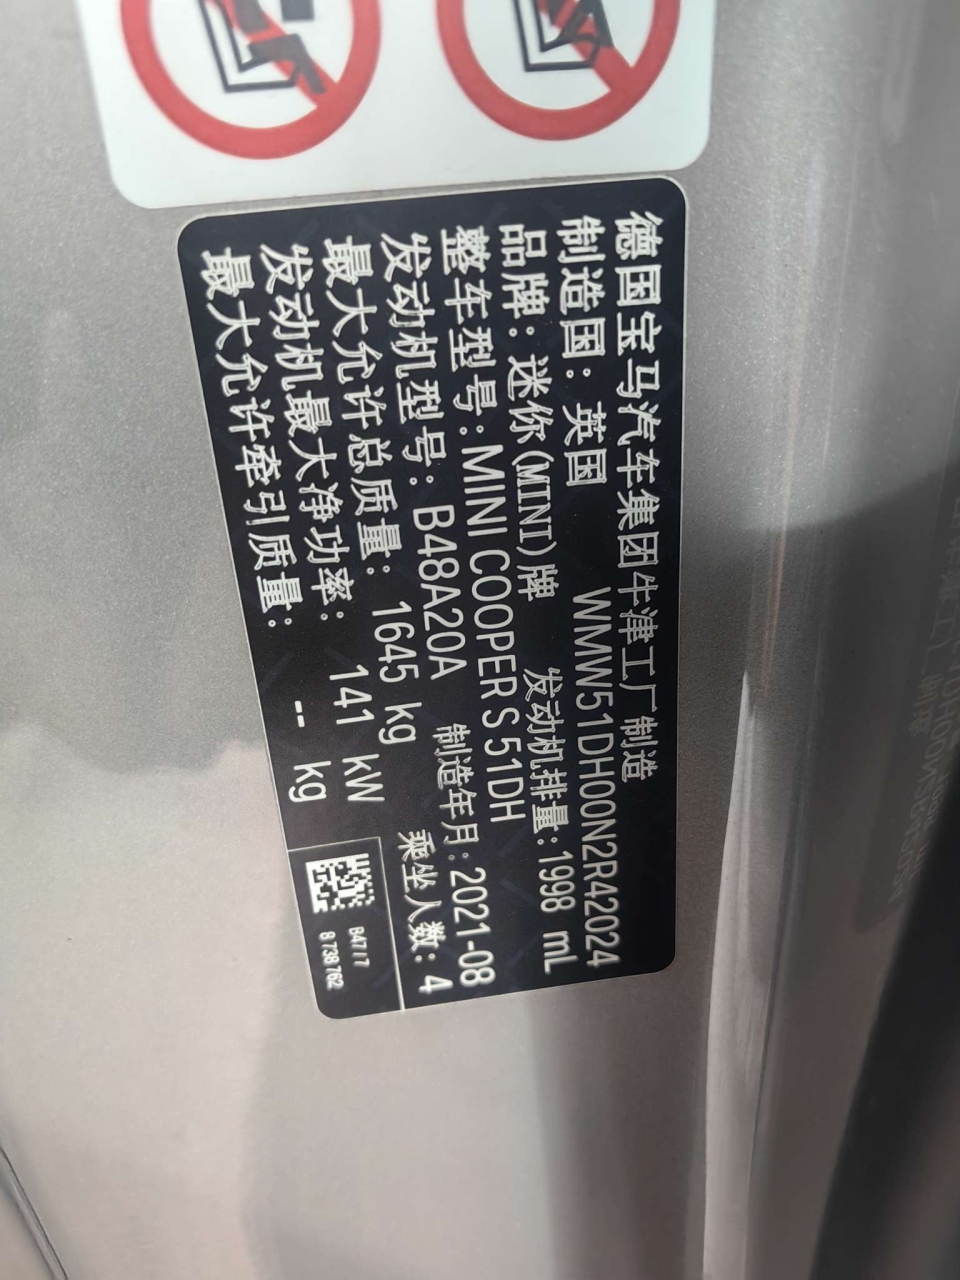 德国宝马汽车集团牛津工厂制造
制造国：英国 WMW51DH00N2R42024
品牌：迷你(MINI)牌 发动机排量：1998 mL
整车型号：MINI COOPER S 51DH
发动机型号：B48A20A 制造年月：2021-08
最大允许总质量：1645 kg 乘坐人数：4
发动机最大净功率：141 kW
最大允许牵引质量：-- kg
B47/7
8 738 762